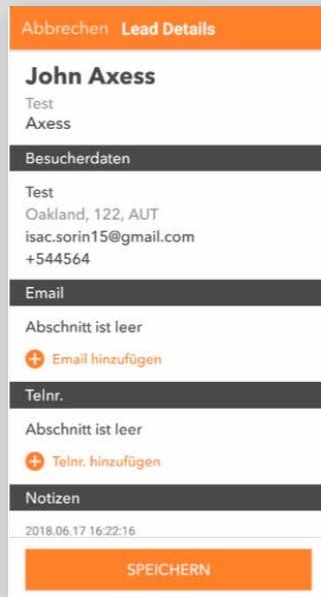 Abbrechen Lead Details
John Axess
Test
Axess
Besucherdaten
Test
Oakland, 122, AUT
isac.sorin15@gmail.com
+544564
Email
Abschnitt ist leer
Email hinzufügen
Telnr.
Abschnitt ist leer
Telnr. hinzufügen
Notizen
2018.06.17 16:22:16
SPEICHERN